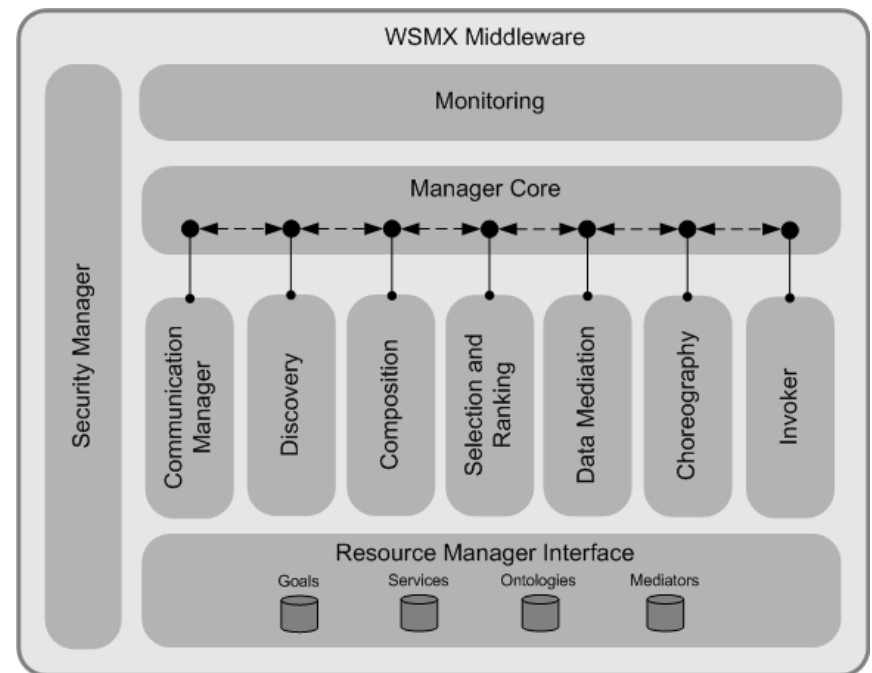 WSMX Middleware
Security Manager
Monitoring
Manager Core
Communication
Manager
Discovery
Composition
Selection and
Ranking
Data Mediation
Choreography
Invoker
Resource Manager Interface
Goals
Services
Ontologies
Mediators